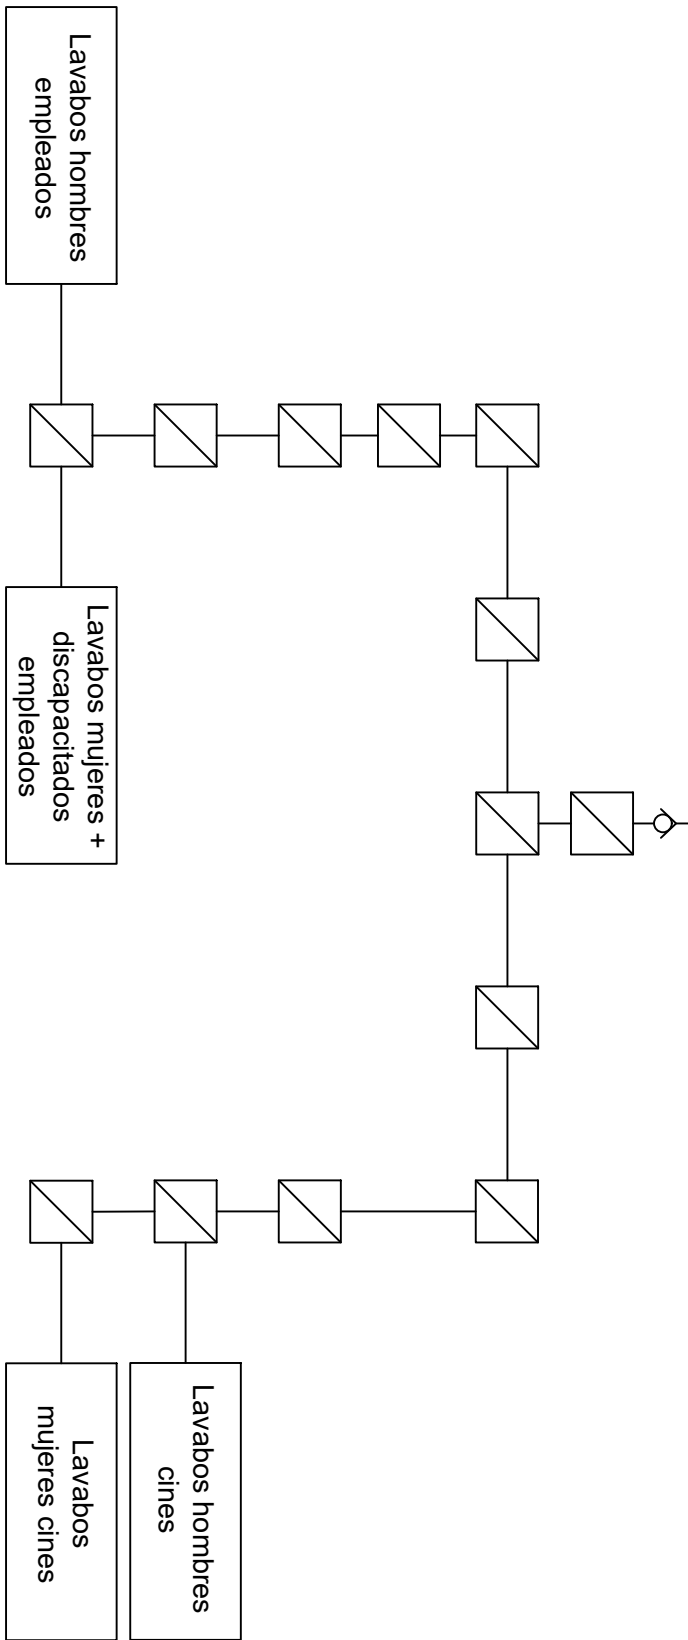 Lavabos hombres
empleados
Lavabos mujeres +
discapacitados
empleados
Lavabos hombres
cines
Lavabos
mujeres cines